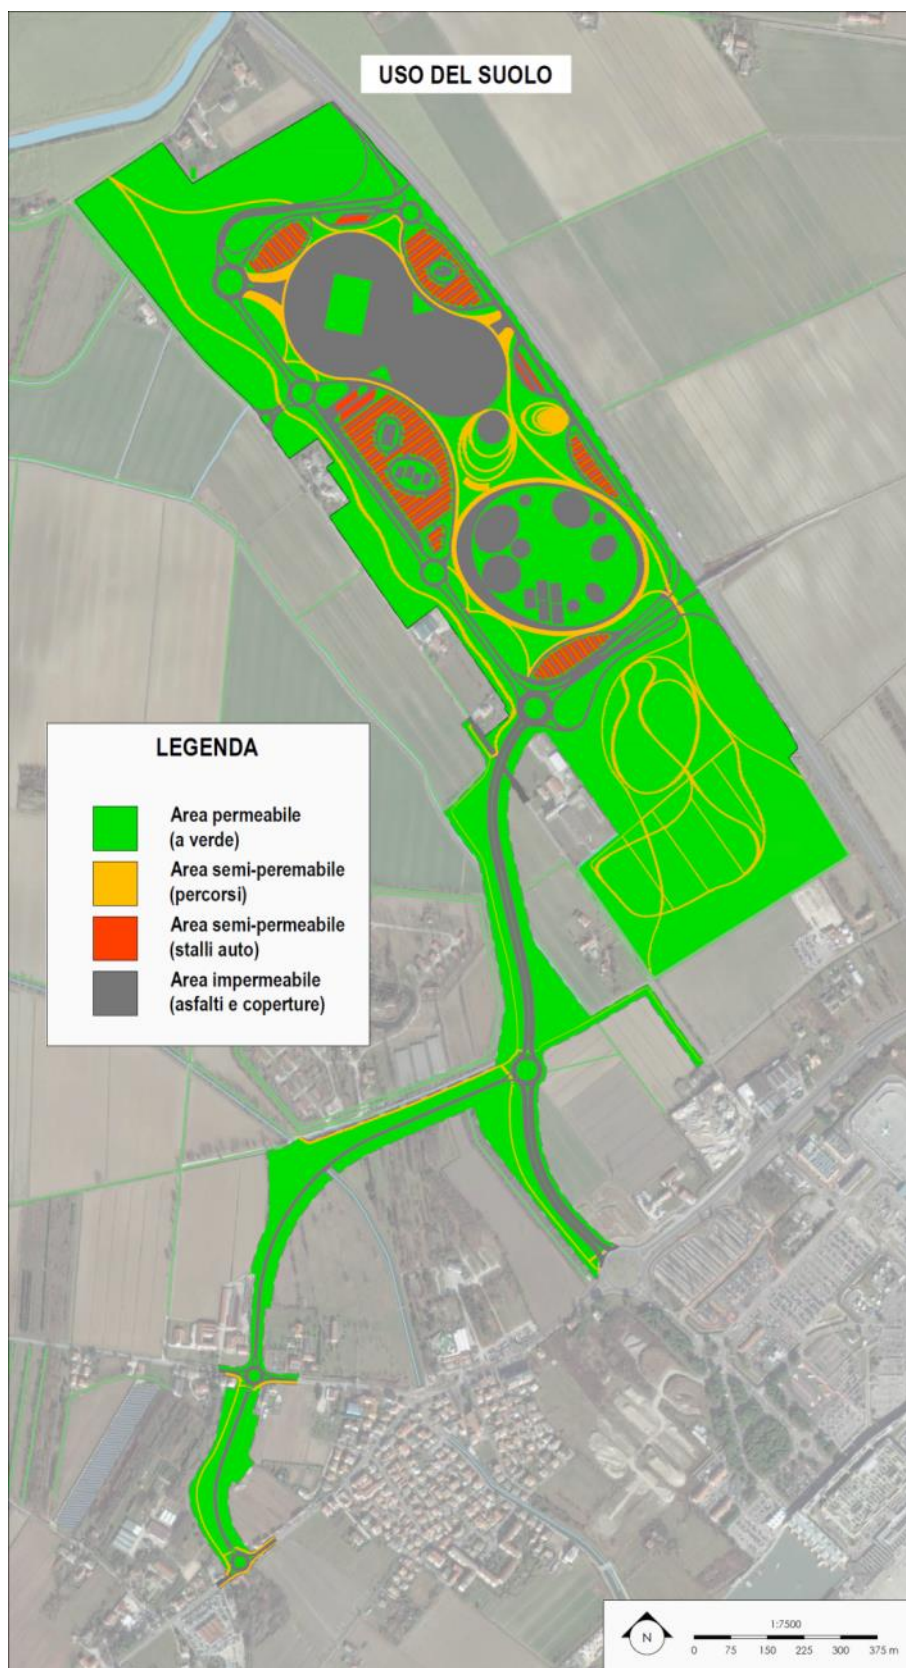 USO DEL SUOLO
LEGENDA
Area permeabile
(a verde)
Area semi-peremabile
(percorsi)
Area semi-permeabile
(stalli auto)
Area impermeabile
(asfalti e coperture)
N
1:7500
0 75 150 225 300 375 m